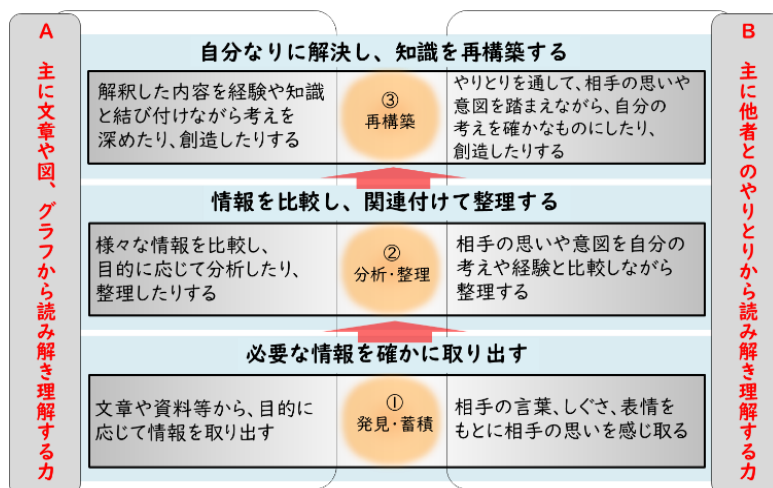 A 主に文章や図、グラフから読み解き理解する力
自分なりに解決し、知識を再構築する
解釈した内容を経験や知識
と結び付けながら考えを
深めたり、創造したりする
③
再構築
やりとりを通して、相手の思いや
意図を踏まえながら、自分の
考えを確かなものにしたり、
創造したりする
情報を比較し、関連付けて整理する
様々な情報を比較し、
目的に応じて分析したり、
整理したりする
②
分析・整理
相手の思いや意図を自分の
考えや経験と比較しながら
整理する
必要な情報を確かに取り出す
文章や資料等から、目的に
応じて情報を取り出す
①
発見・蓄積
相手の言葉、しぐさ、表情を
もとに相手の思いを感じ取る
B 主に他者とのやりとりから読み解き理解する力